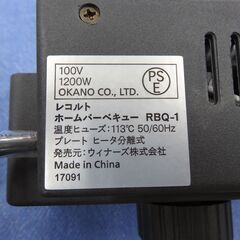 100V
1200W
OKANO CO., LTD.
PS
E
レコルト
ホームバーベキュー RBQ-1
温度ヒューズ：113℃ 50/60Hz
プレート ヒータ分離式
発売元：ウィナーズ株式会社
Made in China
17091